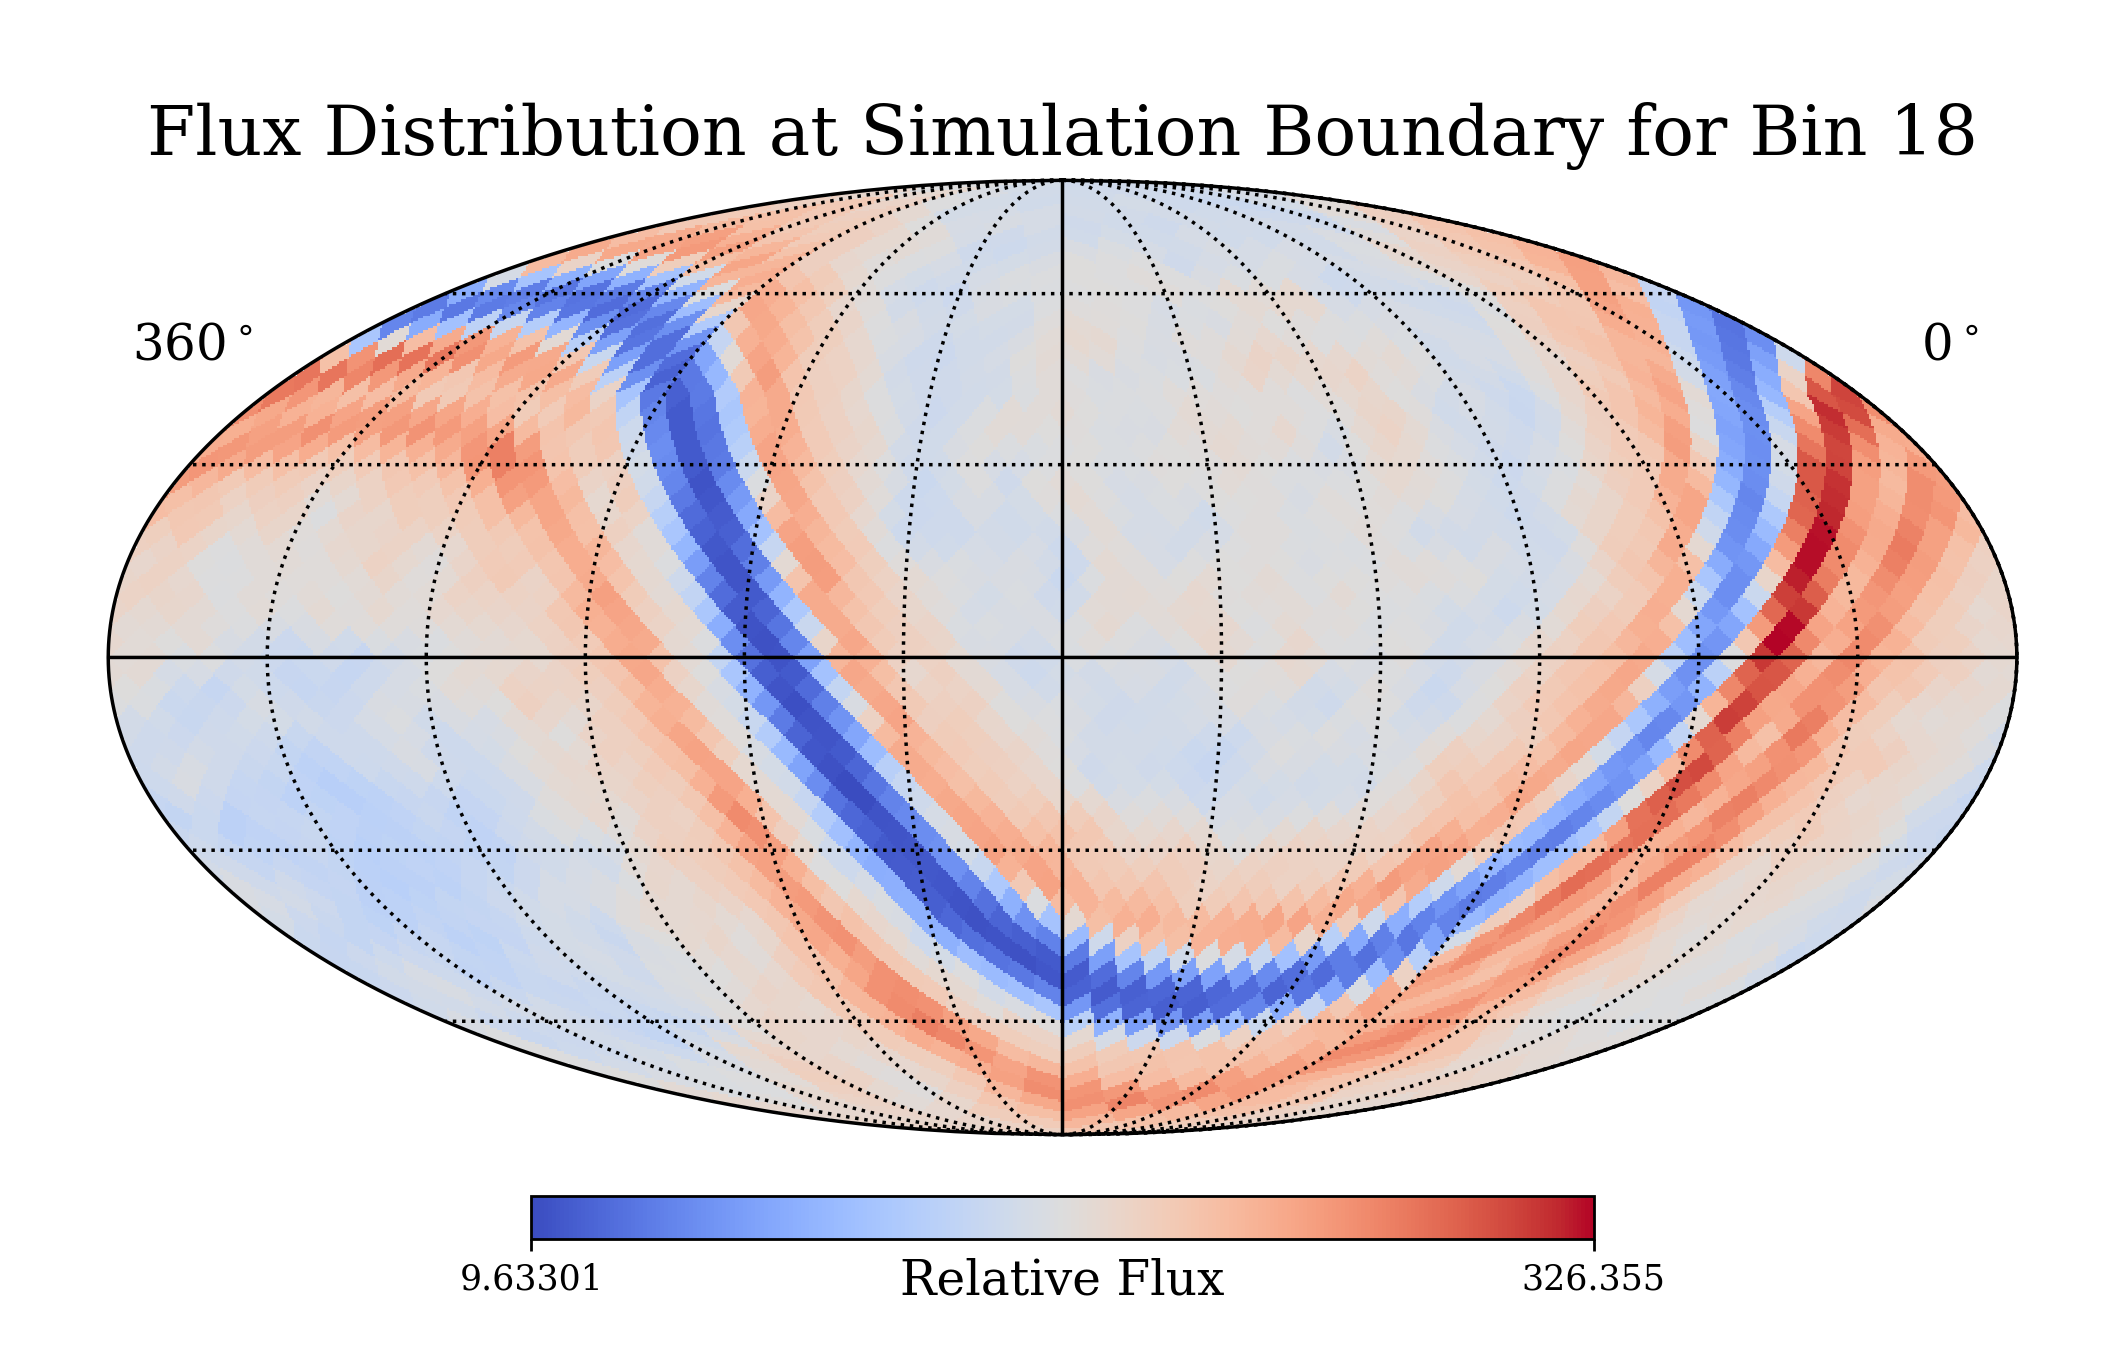 Flux Distribution at Simulation Boundary for Bin 18
360°
0°
9.63301
Relative Flux
326.355